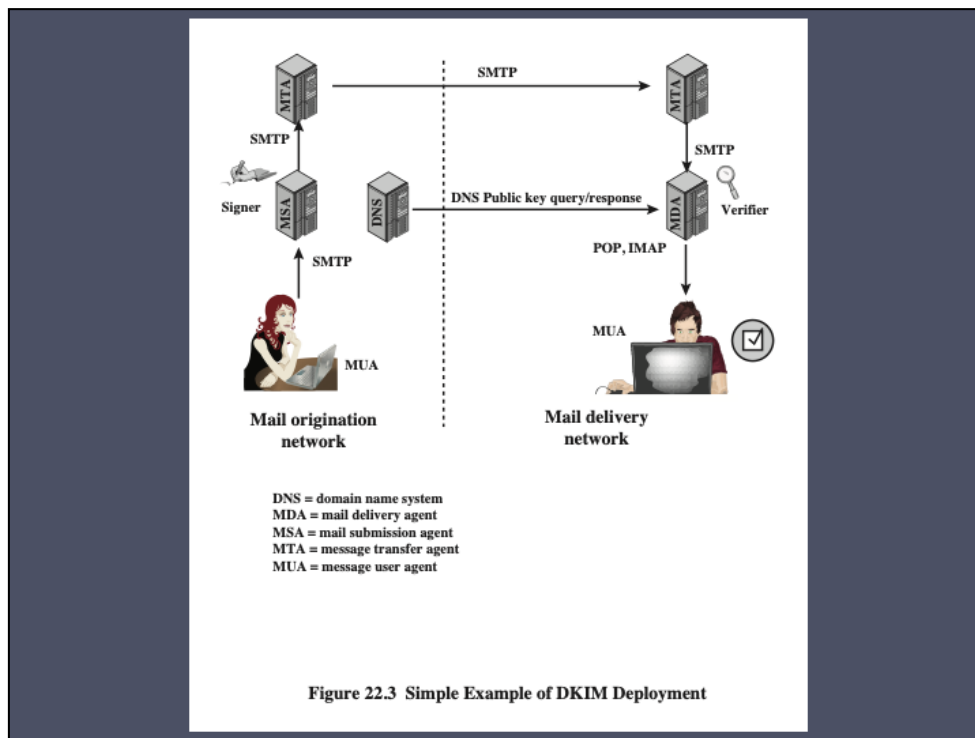 SMTP
MTA
MTA
SMTP
SMTP
Signer
MSA
DNS
DNS Public key query/response
MDA
Verifier
SMTP
POP, IMAP
MUA
MUA
Mail origination
network
Mail delivery
network
DNS = domain name system
MDA = mail delivery agent
MSA = mail submission agent
MTA = message transfer agent
MUA = message user agent
Figure 22.3 Simple Example of DKIM Deployment